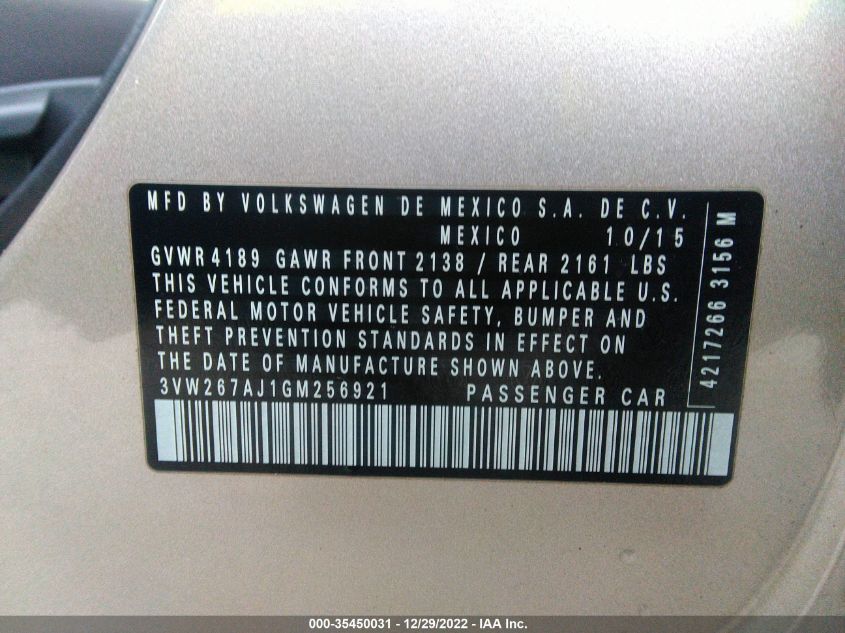 MFD BY VOLKSWAGEN DE MEXICO S.A. DE C.V.
MEXICO 10/15
GVWR 4189 GAWR FRONT 2138 / REAR 2161 LBS
THIS VEHICLE CONFORMS TO ALL APPLICABLE U.S.
FEDERAL MOTOR VEHICLE SAFETY, BUMPER AND
THEFT PREVENTION STANDARDS IN EFFECT ON
THE DATE OF MANUFACTURE SHOWN ABOVE.
3VW267AJ1GM256921 PASSENGER CAR
4217266 3156 M
000-35450031 - 12/29/2022 - IAA Inc.